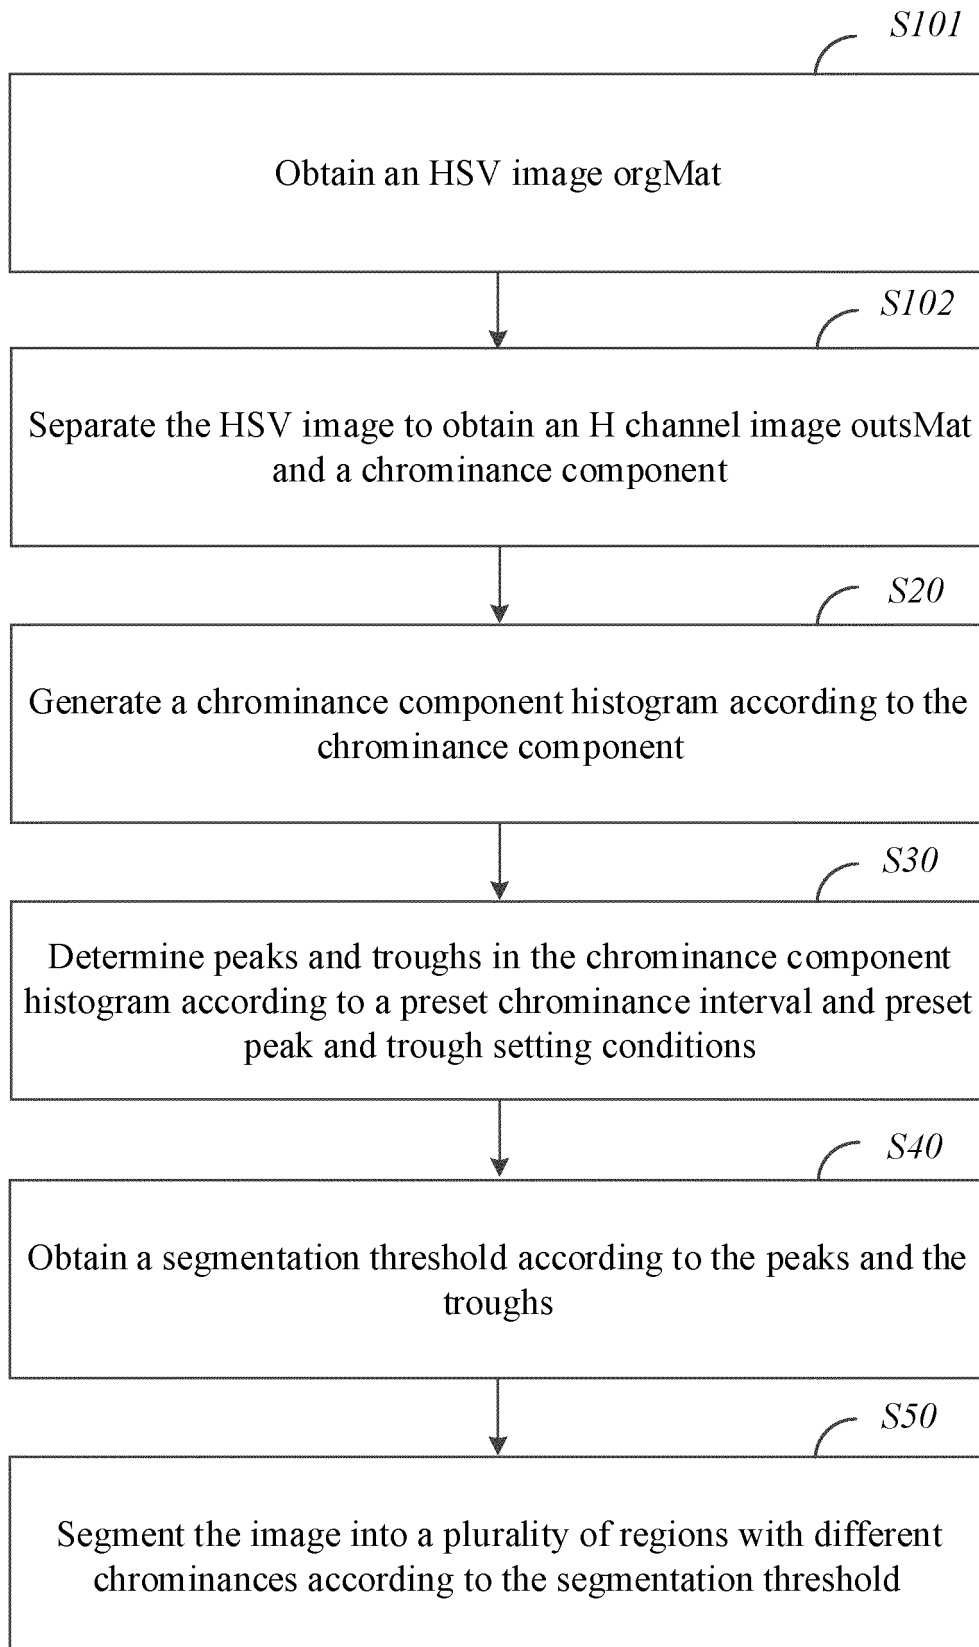 S101
Obtain an HSV image orgMat
S102
Separate the HSV image to obtain an H channel image outsMat
and a chrominance component
S20
Generate a chrominance component histogram according to the
chrominance component
S30
Determine peaks and troughs in the chrominance component
histogram according to a preset chrominance interval and preset
peak and trough setting conditions
S40
Obtain a segmentation threshold according to the peaks and the
troughs
S50
Segment the image into a plurality of regions with different
chrominances according to the segmentation threshold